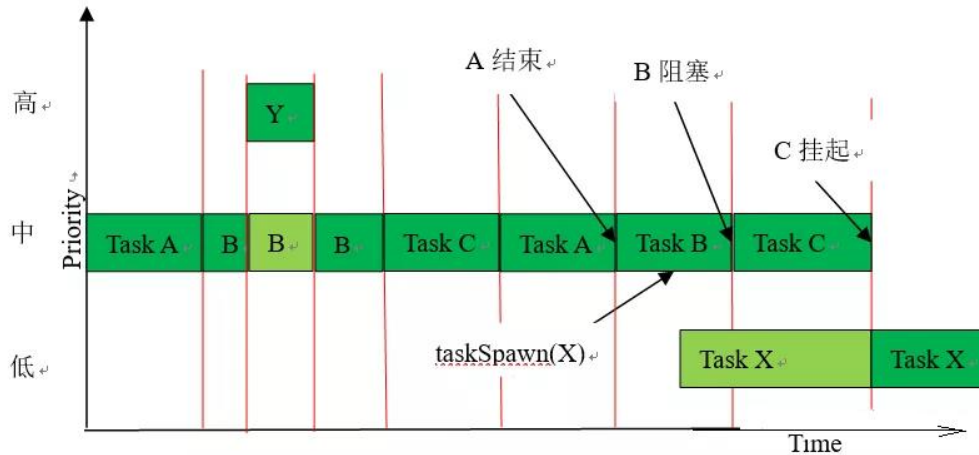 A 结束
B 阻塞
高
Y
C 挂起
Priority
中
Task A
B
B
B
Task C
Task A
Task B
Task C
taskSpawn(X)
低
Task X
Task X
Time